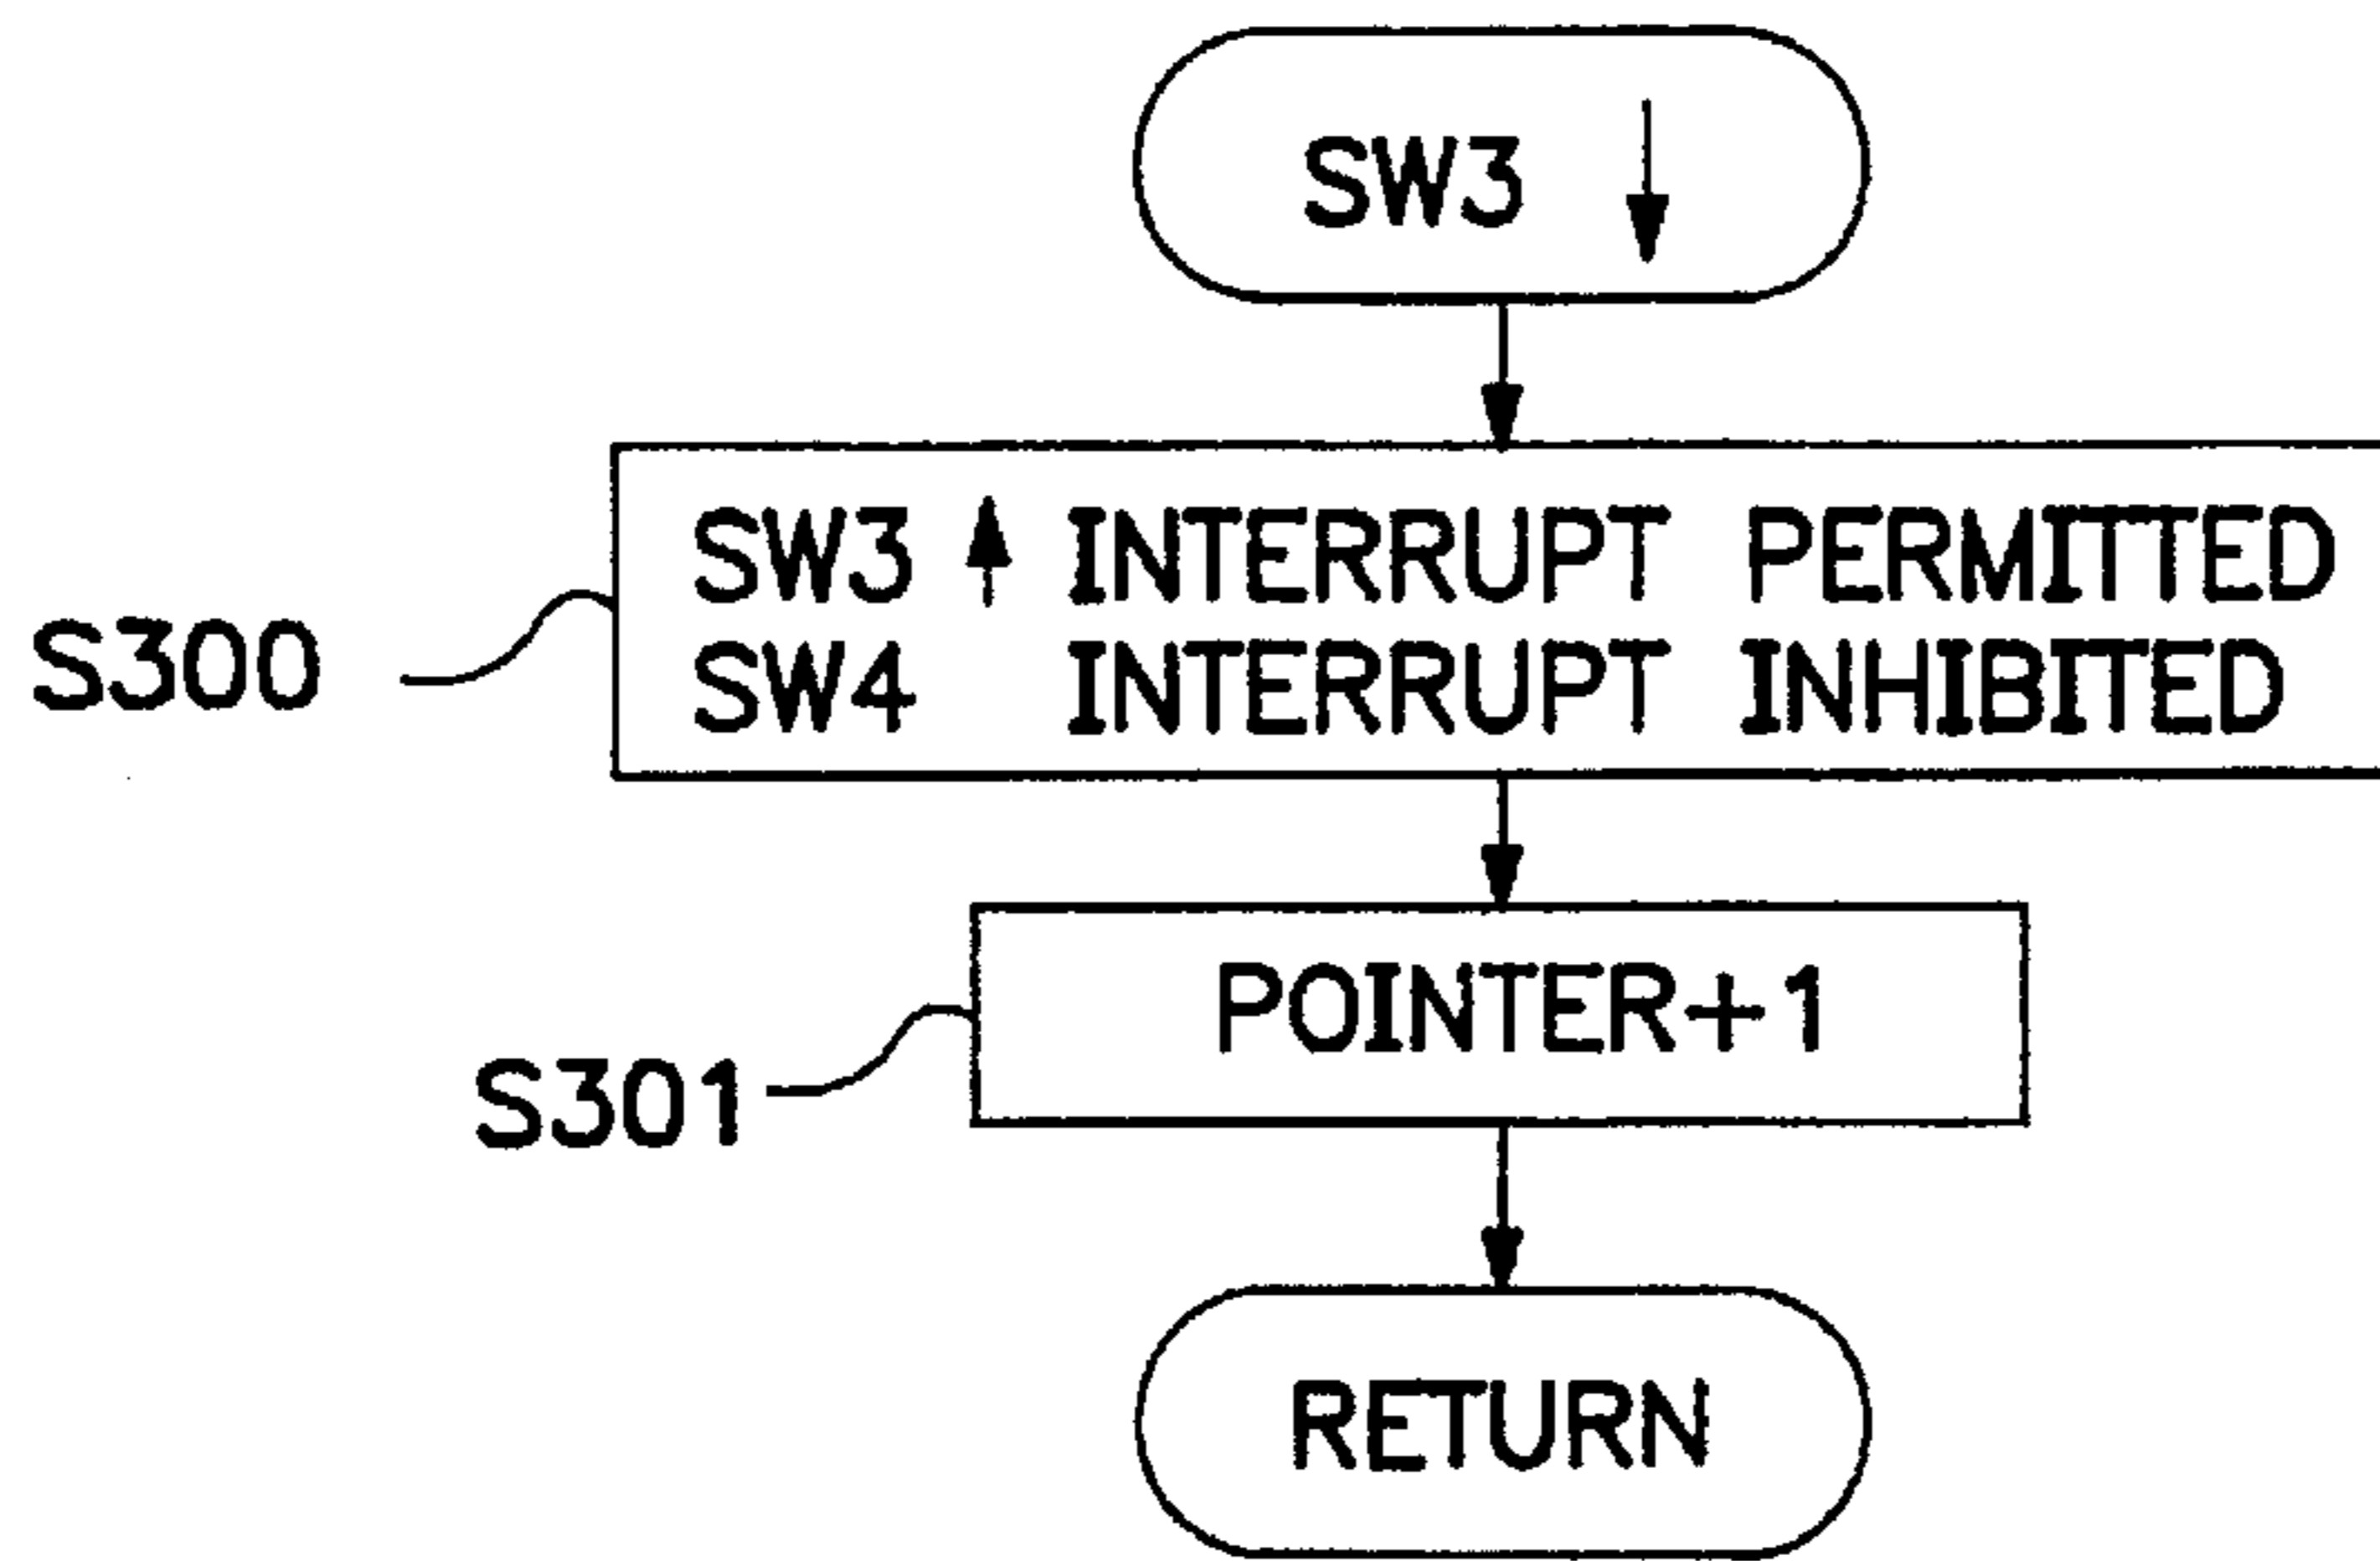 SW3 ↓
SW3 ↑ INTERRUPT PERMITTED
SW4 INTERRUPT INHIBITED
S300
POINTER+1
S301
RETURN